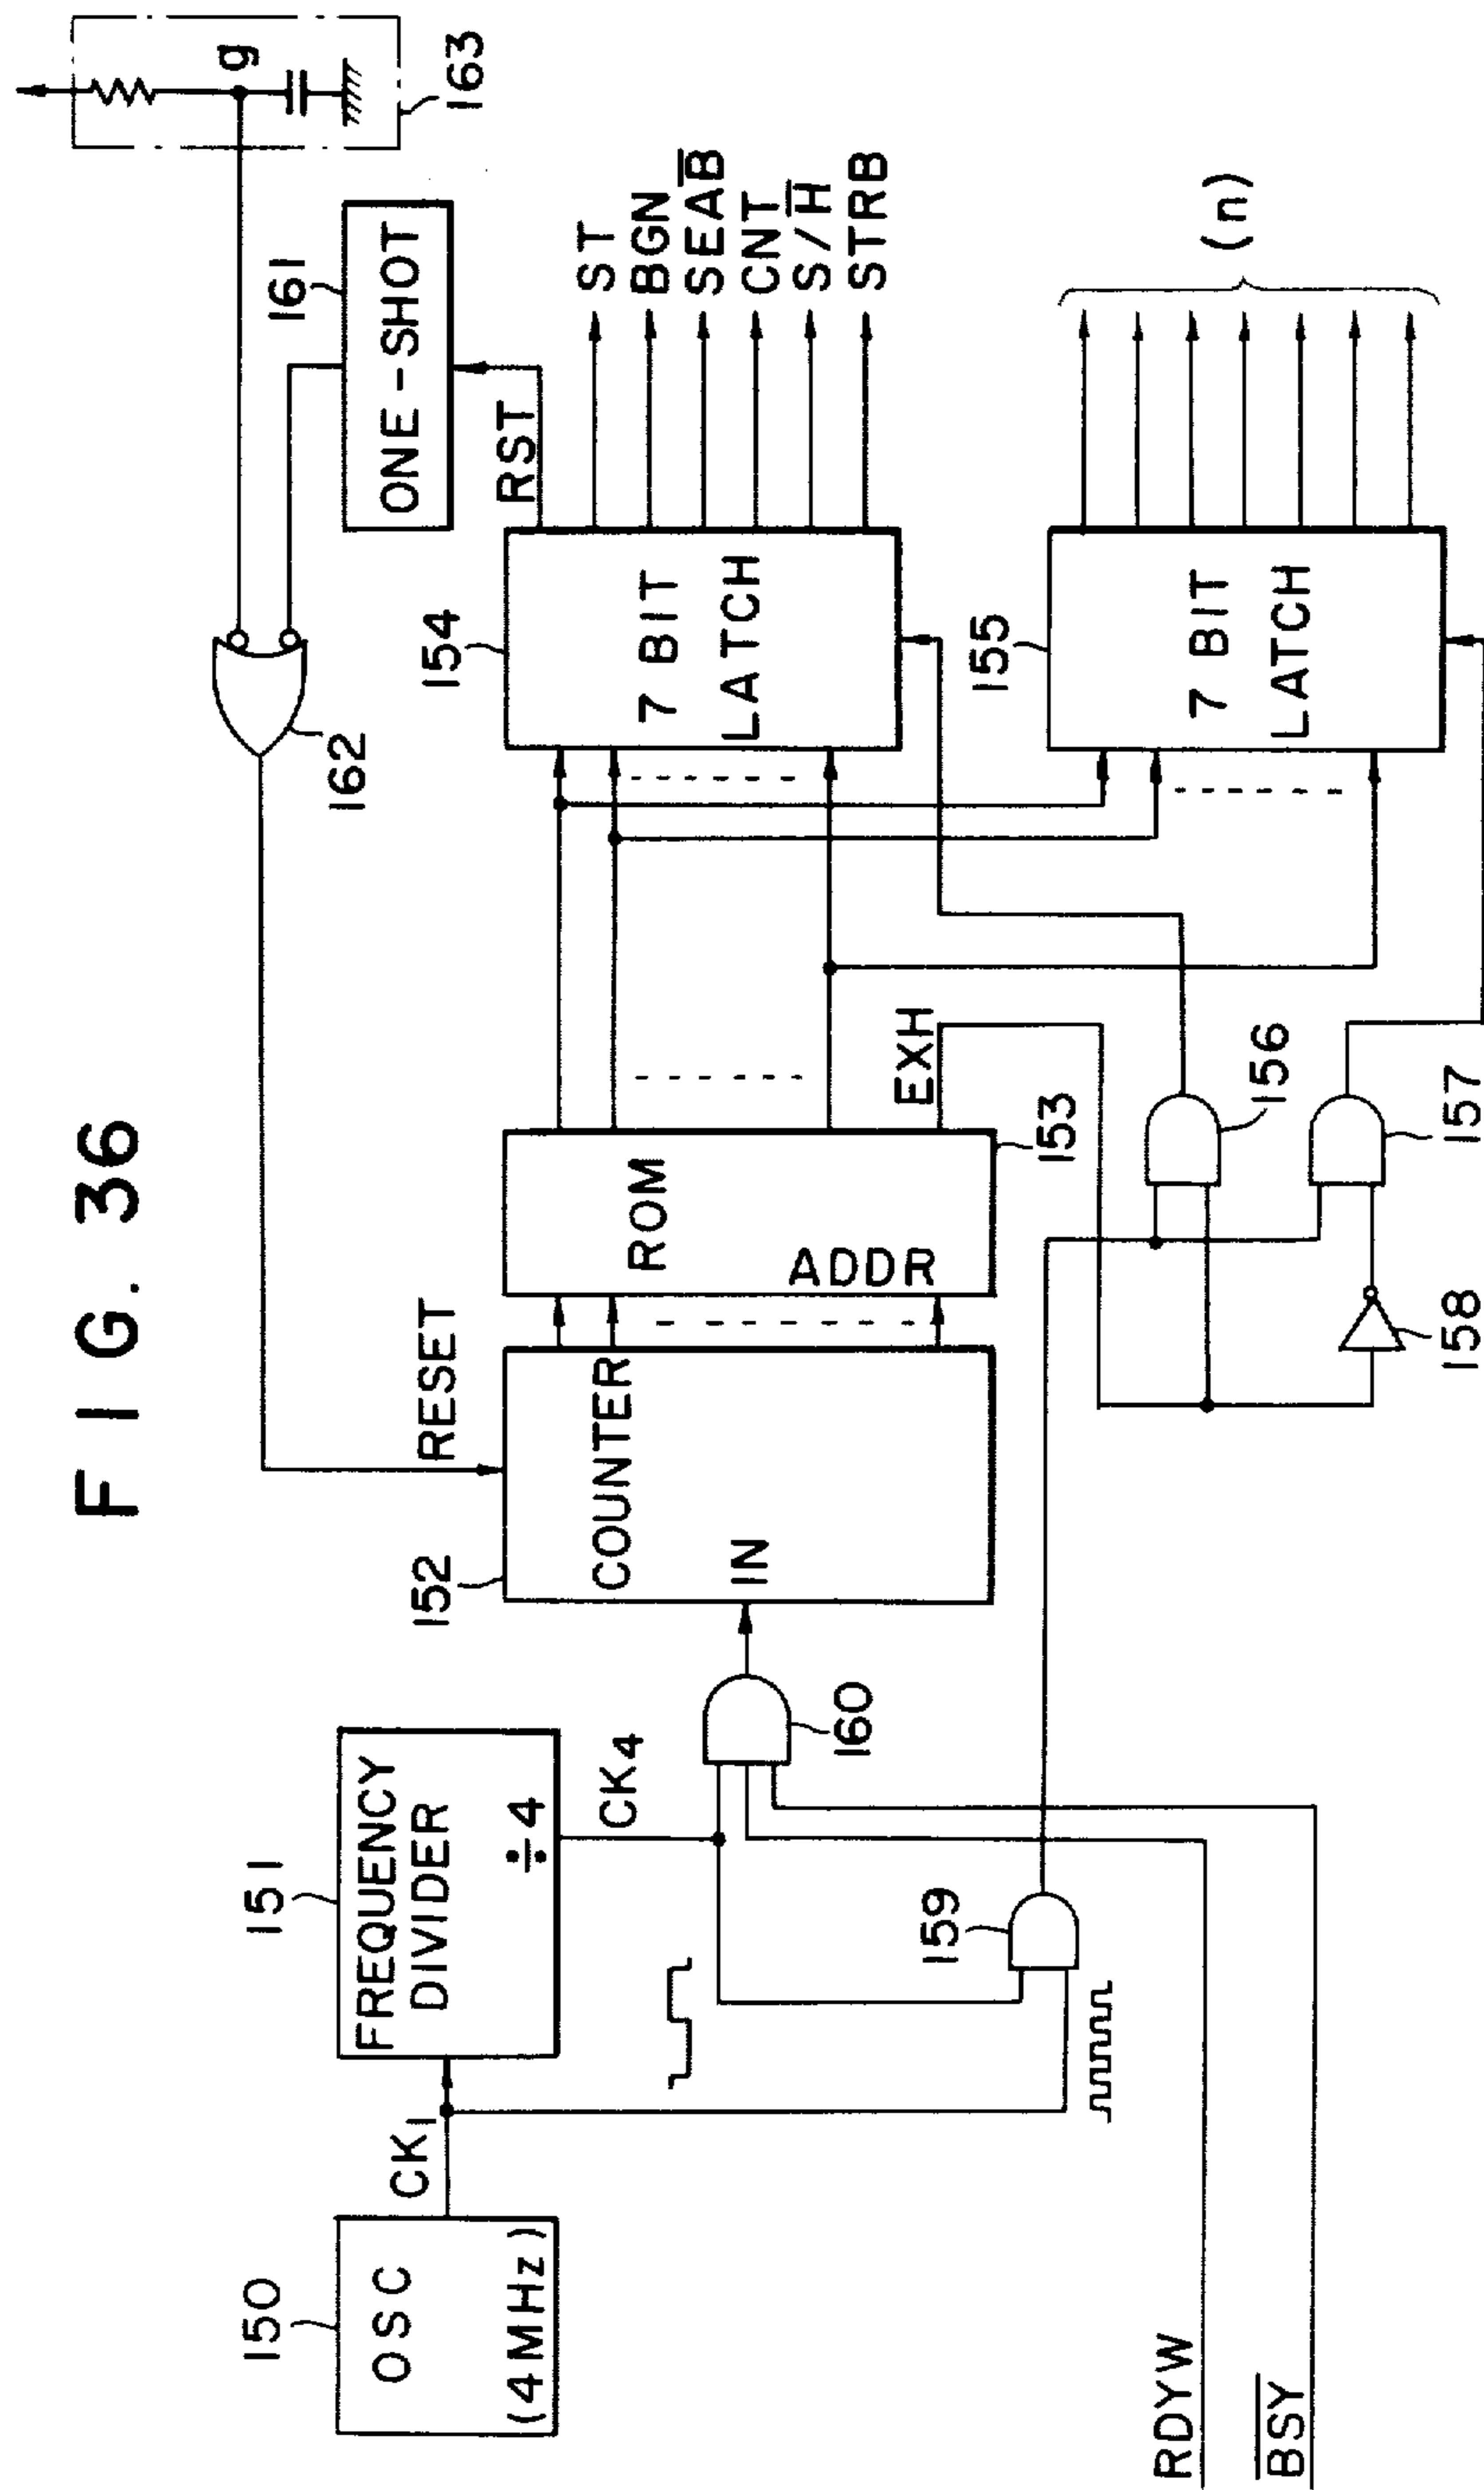 FIG. 36
150
OSC
(4MHz)
CK1
151
FREQUENCY
DIVIDER
÷4
CK4
160
159
RDYW
B̅S̅Y̅
152
COUNTER
IN
RESET
ROM
ADDR
153
EXH
156
157
158
154
7 BIT
LATCH
155
7 BIT
LATCH
RST
ST
BGN
SEAB̅
CNT
S/H̅
STRB
(n)
161
ONE-SHOT
162
g
163